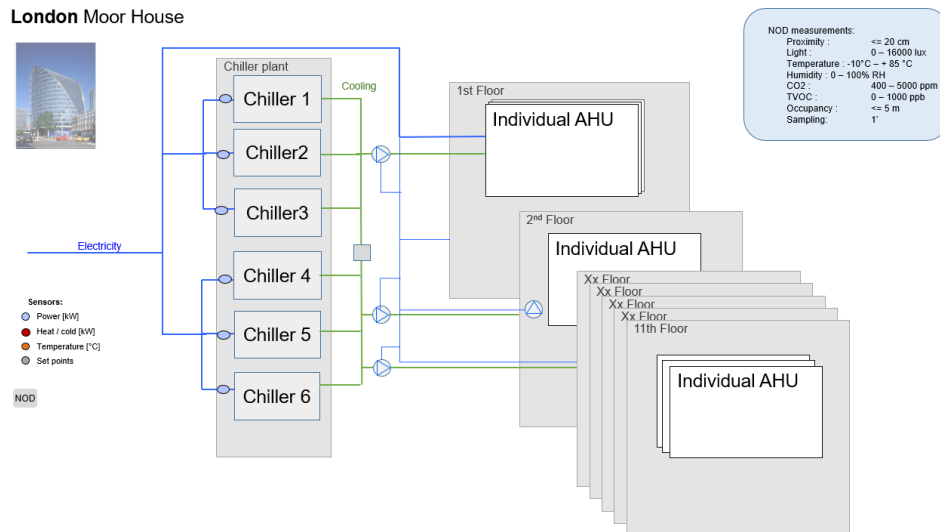 London Moor House
Chiller plant
Chiller 1
Chiller2
Chiller3
Chiller 4
Chiller 5
Chiller 6
Cooling
Electricity
Sensors:
Power [kW]
Heat / cold [kW]
Temperature [°C]
Set points
NOD
1st Floor
Individual AHU
2nd Floor
Individual AHU
Xx Floor
Xx Floor
Xx Floor
Xx Floor
11th Floor
Individual AHU
NOD measurements:
Proximity : <= 20 cm
Light : 0 – 16000 lux
Temperature : -10°C – + 85 °C
Humidity : 0 – 100% RH
CO2 : 400 – 5000 ppm
TVOC : 0 – 1000 ppb
Occupancy : <= 5 m
Sampling: 1'